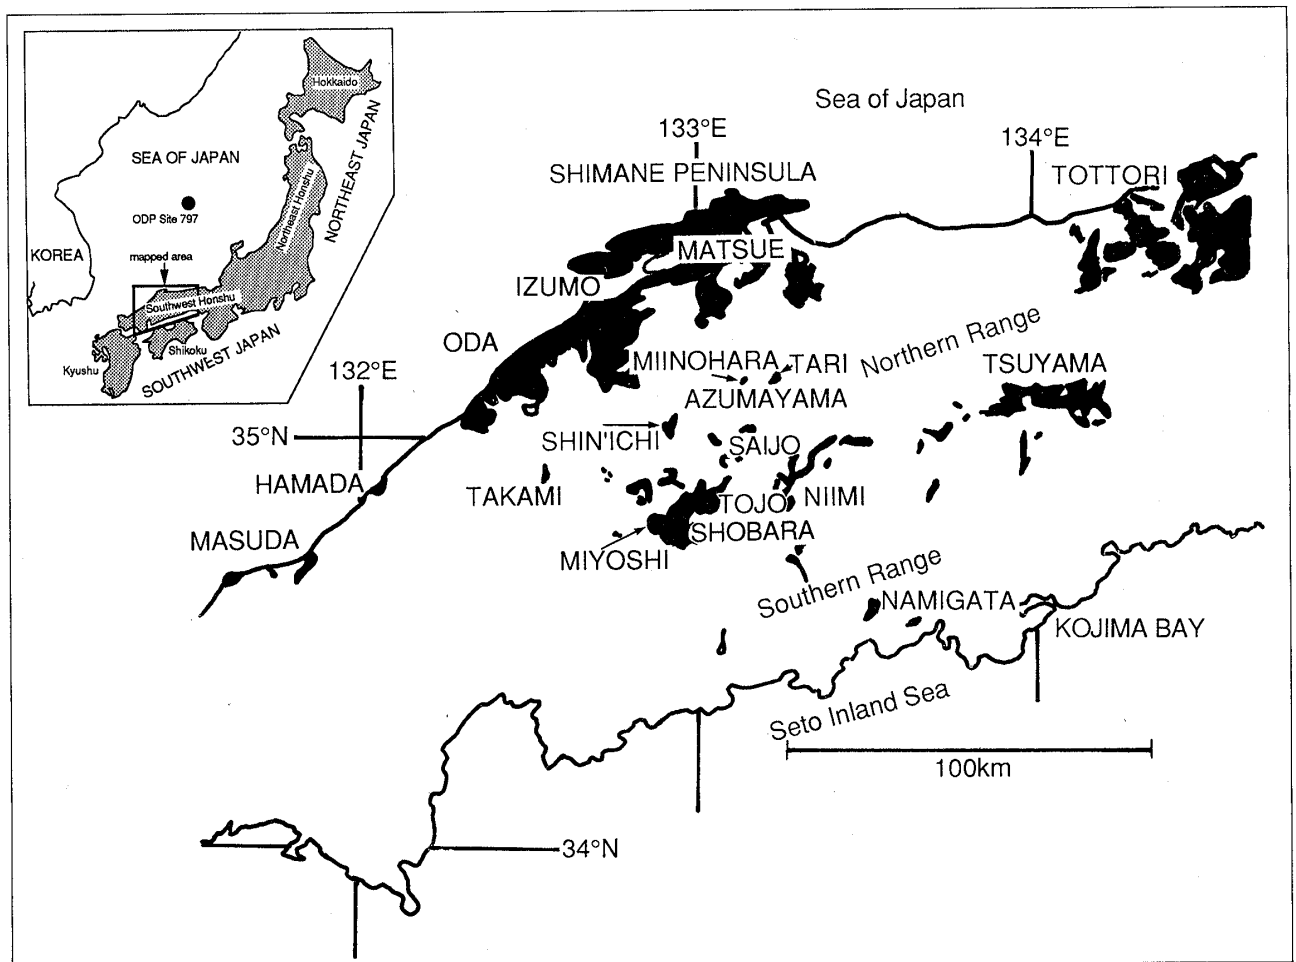 Hokkaido
SEA OF JAPAN
ODP Site 797
KOREA
mapped area
Northeast Honshu
NORTHEAST JAPAN
Southwest Honshu
Shikoku
Kyushu
SOUTHWEST JAPAN
Sea of Japan
133°E
134°E
SHIMANE PENINSULA
TOTTORI
MATSUE
IZUMO
ODA
132°E
MIINOHARA
TARI
Northern Range
TSUYAMA
AZUMAYAMA
35°N
SHIN'ICHI
SAIJO
HAMADA
TAKAMI
TOJO
NIIMI
MASUDA
SHOBARA
MIYOSHI
Southern Range
NAMIGATA
KOJIMA BAY
Seto Inland Sea
100km
34°N